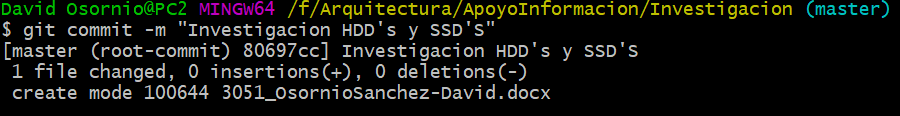 David Osornio@PC2 MINGW64 /f/Arquitectura/ApoyoInformacion/Investigacion (master)
$ git commit -m "Investigacion HDD's y SSD'S"
[master (root-commit) 80697cc] Investigacion HDD's y SSD'S
 1 file changed, 0 insertions(+), 0 deletions(-)
 create mode 100644 3051_OsornioSanchez-David.docx